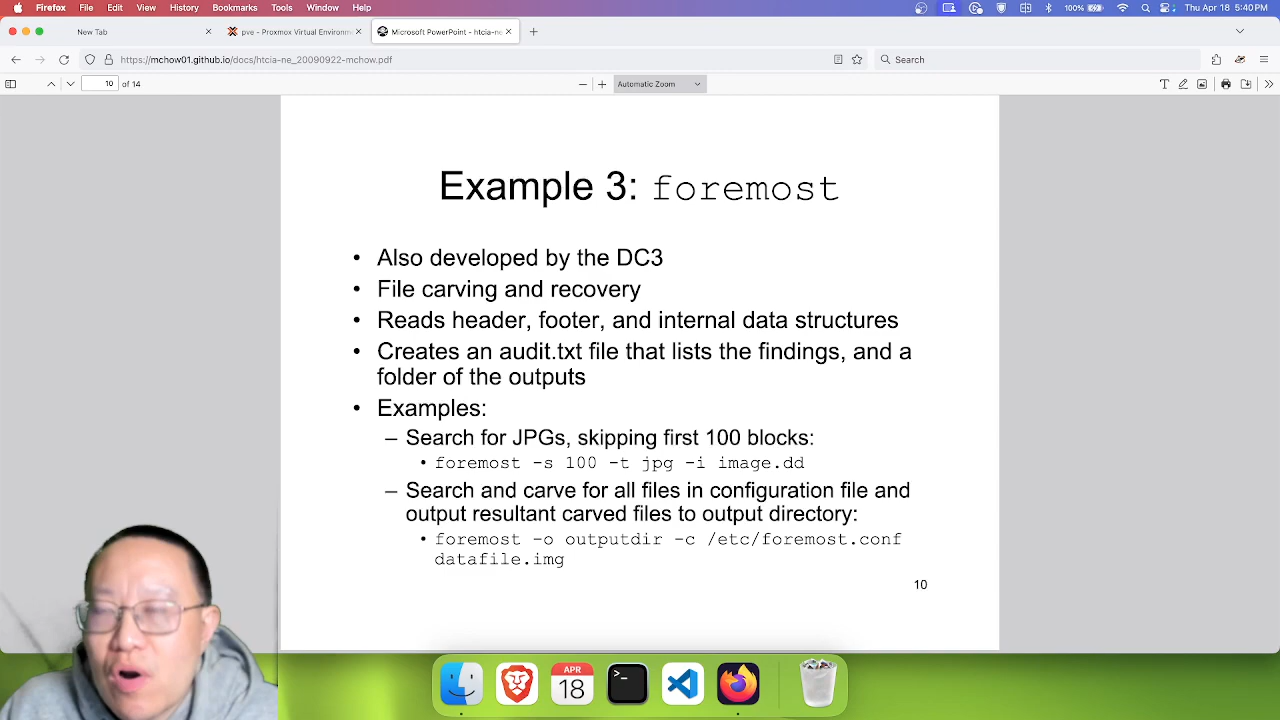 Firefox File Edit View History Bookmarks Tools Window Help 100% Thu Apr 18 5:40 PM
New Tab pve - Proxmox Virtual Environm Microsoft PowerPoint - htcia-ne
https://mchow01.github.io/docs/htcia-ne_20090922-mchow.pdf Search
10 of 14 Automatic Zoom
Example 3: foremost
• Also developed by the DC3
• File carving and recovery
• Reads header, footer, and internal data structures
• Creates an audit.txt file that lists the findings, and a
folder of the outputs
• Examples:
– Search for JPGs, skipping first 100 blocks:
• foremost -s 100 -t jpg -i image.dd
– Search and carve for all files in configuration file and
output resultant carved files to output directory:
• foremost -o outputdir -c /etc/foremost.conf
datafile.img
10
APR
18
>_